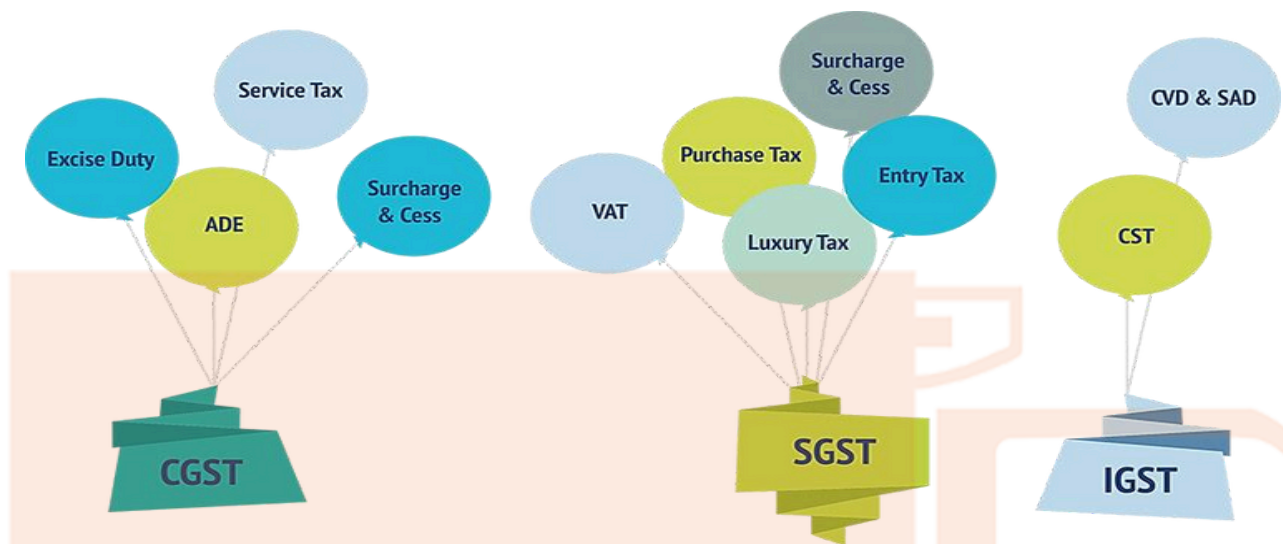 Service Tax
Excise Duty
ADE
Surcharge
& Cess
CGST
Surcharge
& Cess
Purchase Tax
Entry Tax
VAT
Luxury Tax
SGST
CVD & SAD
CST
IGST